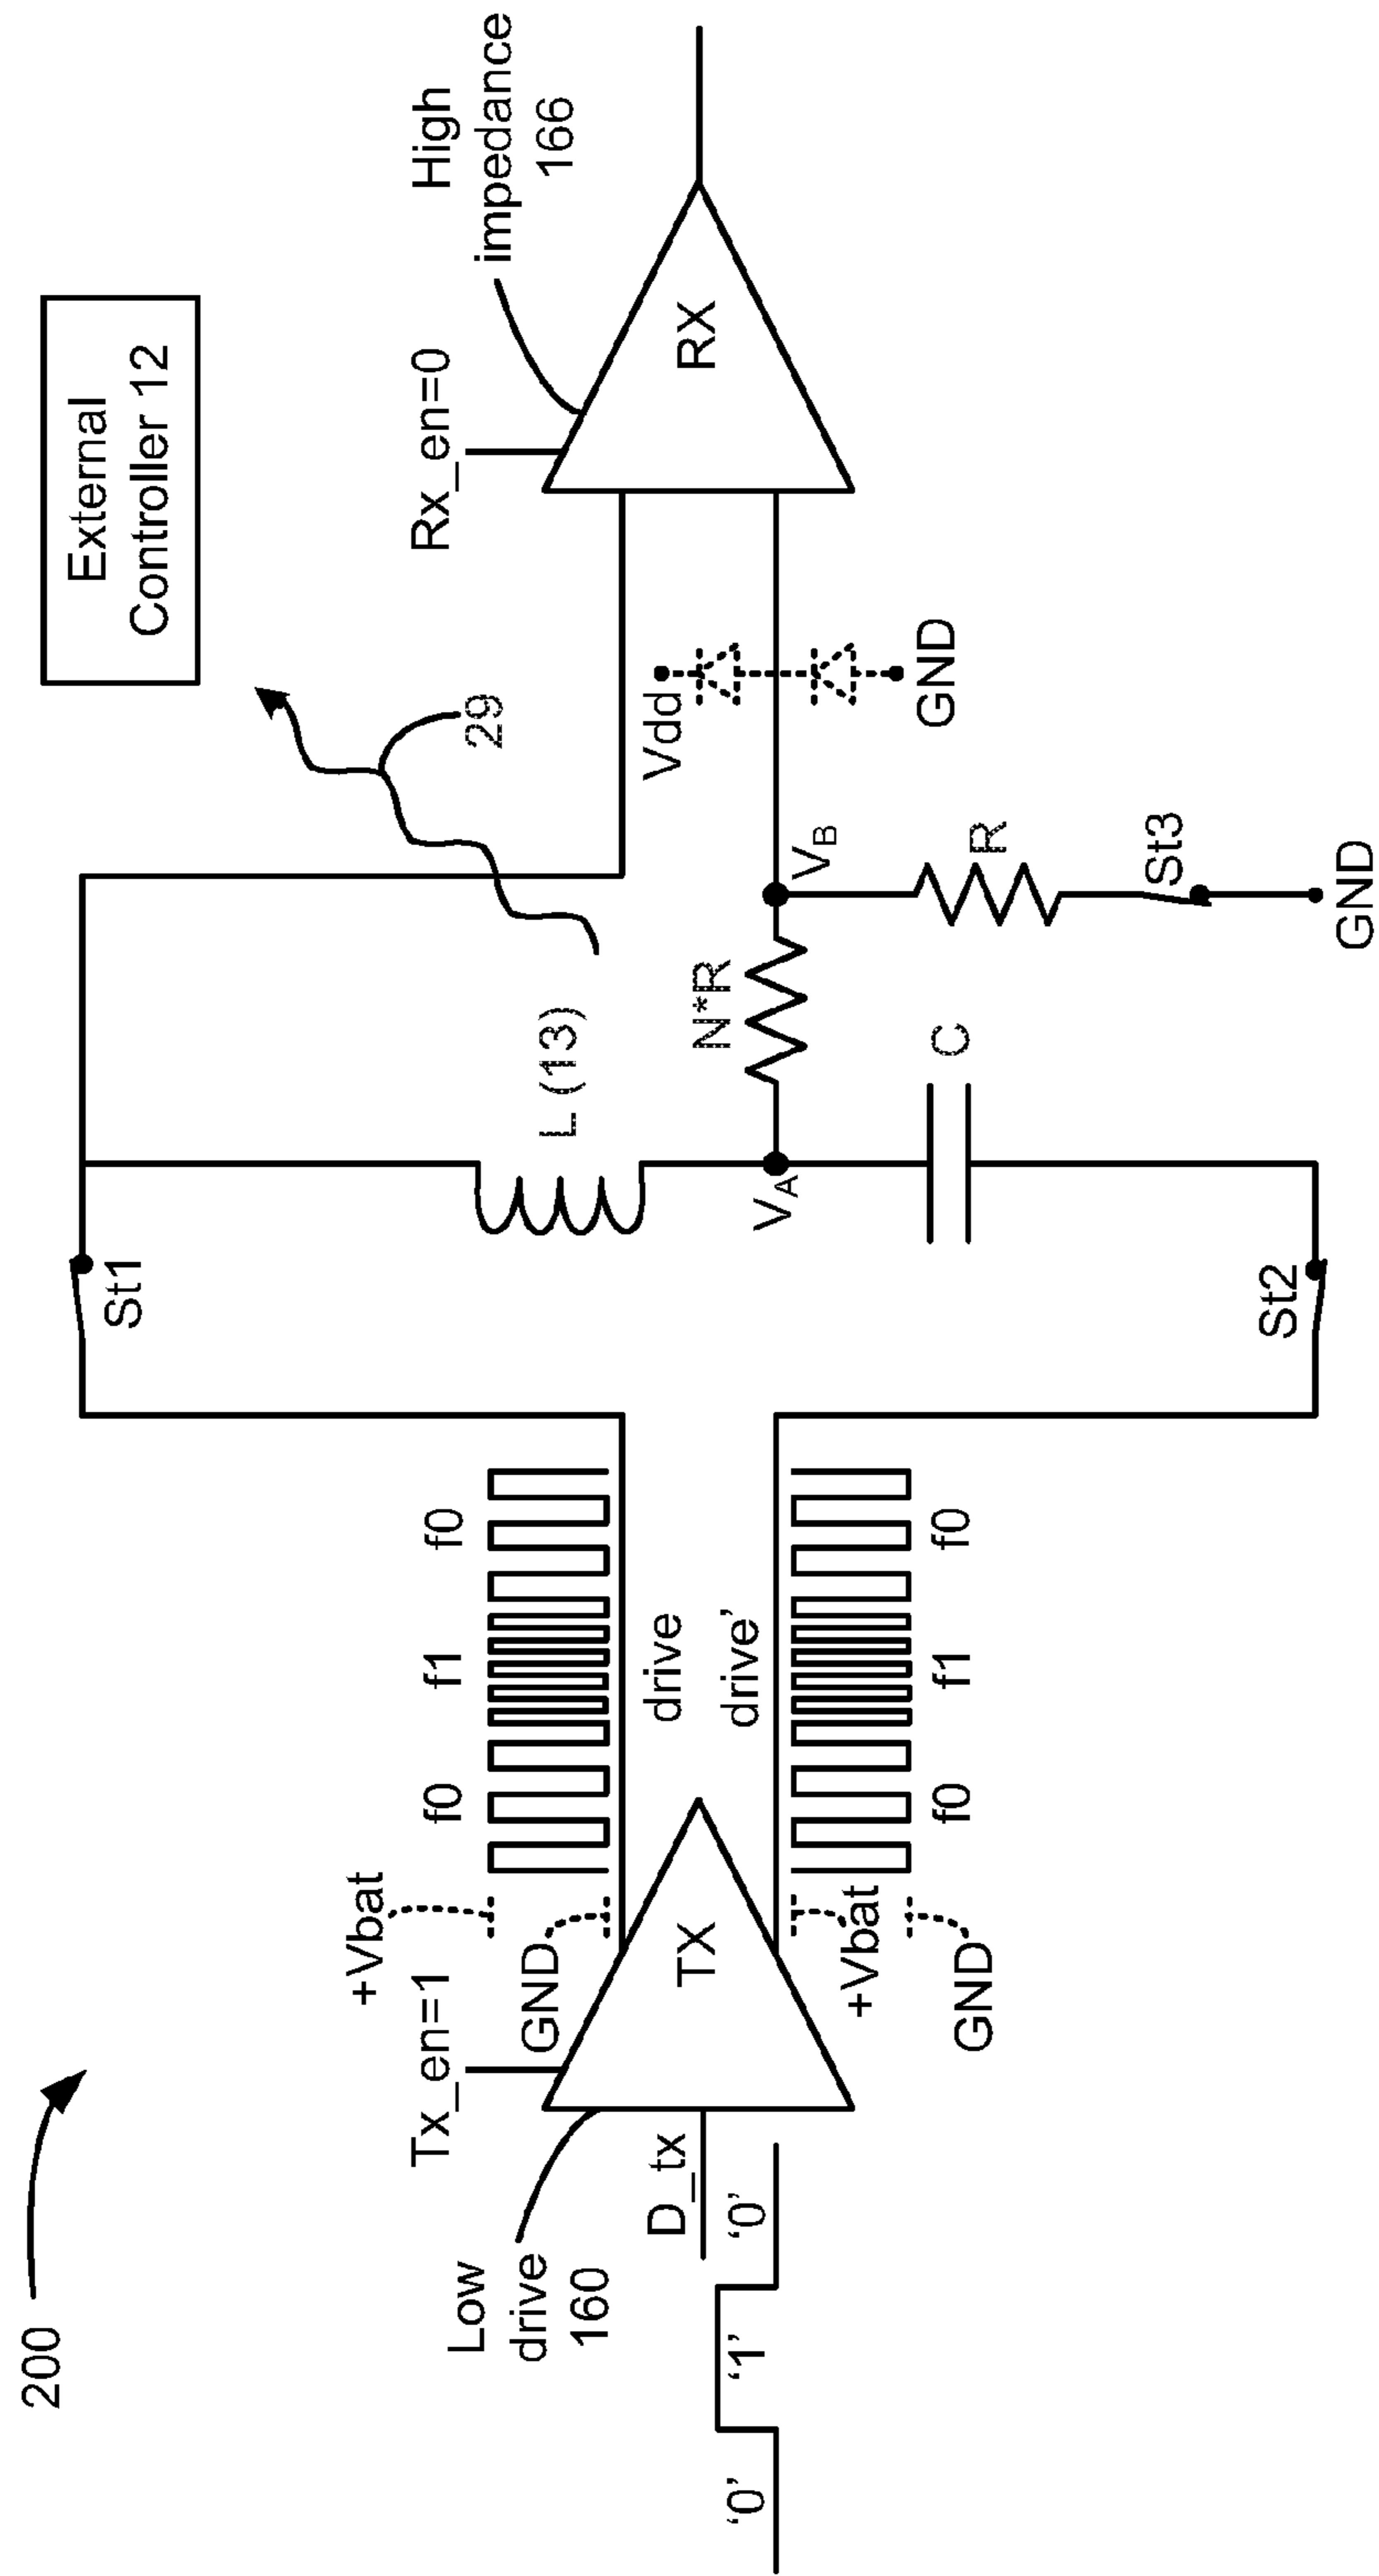 200
External
Controller 12
High
impedance
166
Rx_en=0
RX
29
Vdd
GND
L (13)
N*R
VA
VB
C
R
St3
GND
St1
St2
f0
f1
f0
drive
drive’
f0
f1
f0
+Vbat
GND
+Vbat
GND
Tx_en=1
TX
Low
drive
160
D_tx
‘0’
‘1’
‘0’